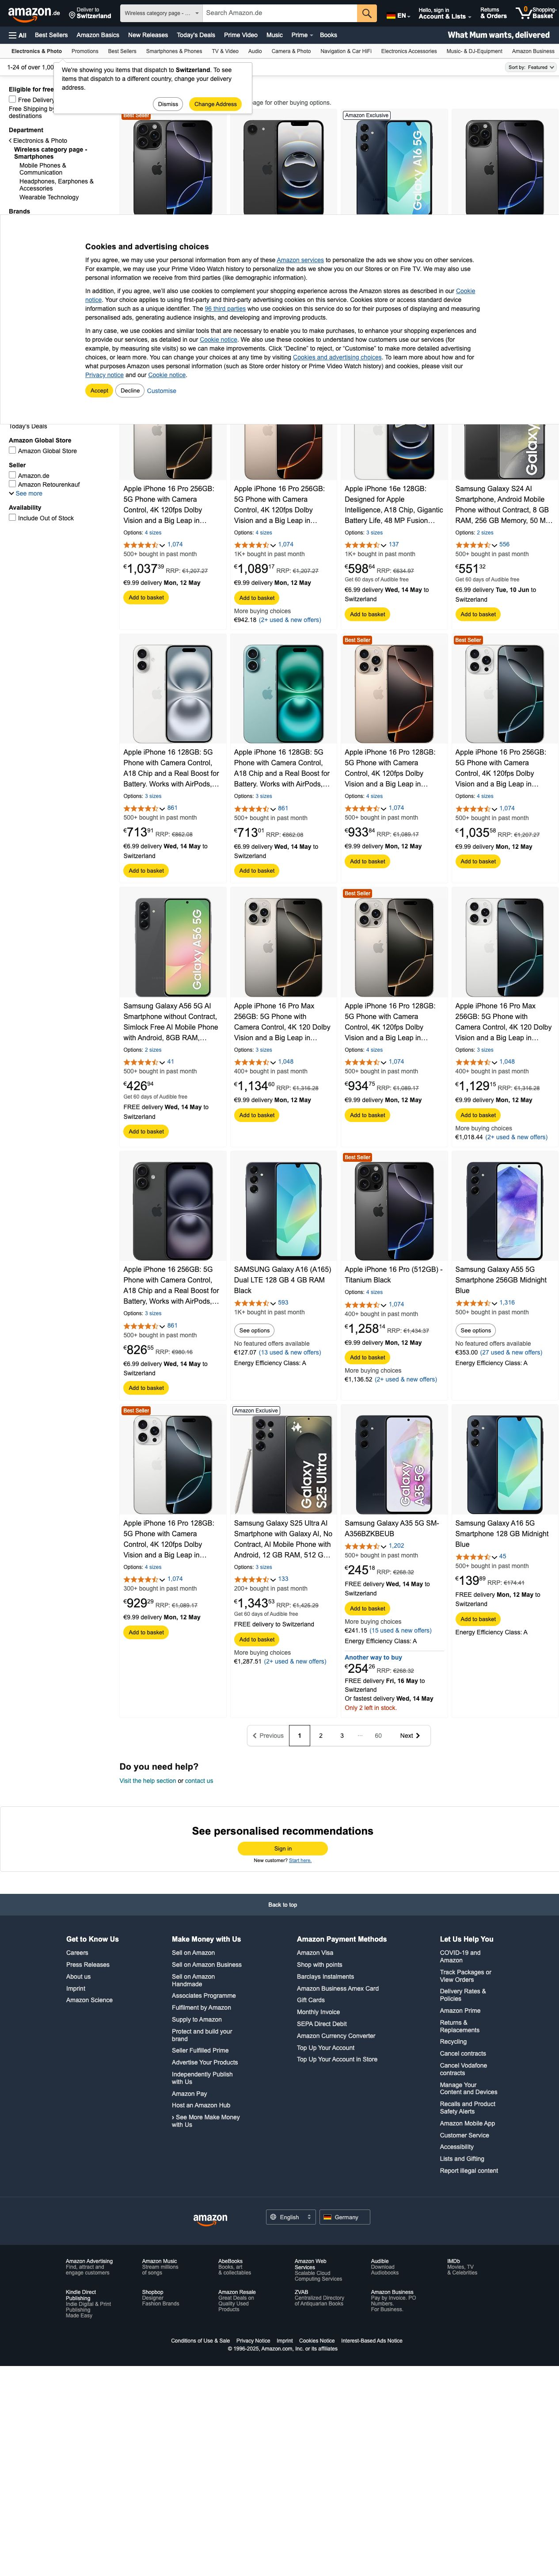 amazon.de
Deliver to
Switzerland
Wireless category page - ...
Search Amazon.de
EN
Hello, sign in
Account & Lists
Returns
& Orders
0
Shopping-
Basket
All
Best Sellers
Amazon Basics
New Releases
Today's Deals
Prime Video
Music
Prime
Books
What Mum wants, delivered
Electronics & Photo
Promotions
Best Sellers
Smartphones & Phones
TV & Video
Audio
Camera & Photo
Navigation & Car HiFi
Electronics Accessories
Music- & DJ-Equipment
Amazon Business
1-24 of over 1,00
Sort by: Featured
We're showing you items that dispatch to Switzerland. To see
items that dispatch to a different country, change your delivery
address.
Dismiss
Change Address
Eligible for free
Free Delivery
Free Shipping by
destinations
Department
Electronics & Photo
Wireless category page -
Smartphones
Mobile Phones &
Communication
Headphones, Earphones &
Accessories
Wearable Technology
Brands
age for other buying options.
Best Seller
Amazon Exclusive
Galaxy A16 5G
Cookies and advertising choices
If you agree, we may use your personal information from any of these Amazon services to personalize the ads we show you on other services.
For example, we may use your Prime Video watch history to personalize the ads we show you on our Stores or on Fire TV. We may also use
personal information we receive from third parties (like demographic information).
In addition, if you agree, we'll also use cookies to complement your shopping experience across the Amazon stores as described in our Cookie
notice. Your choice applies to using first-party and third-party advertising cookies on this service. Cookies store or access standard device
information such as a unique identifier. The 96 third parties who use cookies on this service do so for their purposes of displaying and measuring
personalized ads, generating audience insights, and developing and improving products.
In any case, we use cookies and similar tools that are necessary to enable you to make purchases, to enhance your shopping experiences and
to provide our services, as detailed in our Cookie notice. We also use these cookies to understand how customers use our services (for
example, by measuring site visits) so we can make improvements. Click "Decline" to reject, or "Customise" to make more detailed advertising
choices, or learn more. You can change your choices at any time by visiting Cookies and advertising choices. To learn more about how and for
what purposes Amazon uses personal information (such as Store order history or Prime Video Watch history) and cookies, please visit our
Privacy notice and our Cookie notice.
Accept
Decline
Customise
Today's Deals
Amazon Global Store
Amazon Global Store
Seller
Amazon.de
Amazon Retourenkauf
See more
Availability
Include Out of Stock
Galaxy
Apple iPhone 16 Pro 256GB:
5G Phone with Camera
Control, 4K 120fps Dolby
Vision and a Big Leap in...
Options: 4 sizes
1,074
500+ bought in past month
€1,037 39 RRP: €1,207.27
€9.99 delivery Mon, 12 May
Add to basket
Apple iPhone 16 Pro 256GB:
5G Phone with Camera
Control, 4K 120fps Dolby
Vision and a Big Leap in...
Options: 4 sizes
1,074
1K+ bought in past month
€1,089 17 RRP: €1,207.27
€9.99 delivery Mon, 12 May
Add to basket
More buying choices
€942.18 (2+ used & new offers)
Apple iPhone 16e 128GB:
Designed for Apple
Intelligence, A18 Chip, Gigantic
Battery Life, 48 MP Fusion...
Options: 3 sizes
137
1K+ bought in past month
€598 64 RRP: €634.97
Get 60 days of Audible free
€6.99 delivery Wed, 14 May to
Switzerland
Add to basket
Samsung Galaxy S24 AI
Smartphone, Android Mobile
Phone without Contract, 8 GB
RAM, 256 GB Memory, 50 M...
Options: 2 sizes
556
500+ bought in past month
€551 32
Get 60 days of Audible free
€6.99 delivery Tue, 10 Jun to
Switzerland
Add to basket
Apple iPhone 16 128GB: 5G
Phone with Camera Control,
A18 Chip and a Real Boost for
Battery. Works with AirPods,...
Options: 3 sizes
861
500+ bought in past month
€713 91 RRP: €862.08
€6.99 delivery Wed, 14 May to
Switzerland
Add to basket
Apple iPhone 16 128GB: 5G
Phone with Camera Control,
A18 Chip and a Real Boost for
Battery. Works with AirPods,...
Options: 3 sizes
861
500+ bought in past month
€713 01 RRP: €862.08
€6.99 delivery Wed, 14 May to
Switzerland
Add to basket
Best Seller
Apple iPhone 16 Pro 128GB:
5G Phone with Camera
Control, 4K 120fps Dolby
Vision and a Big Leap in...
Options: 4 sizes
1,074
500+ bought in past month
€933 84 RRP: €1,089.17
€9.99 delivery Mon, 12 May
Add to basket
Best Seller
Apple iPhone 16 Pro 256GB:
5G Phone with Camera
Control, 4K 120fps Dolby
Vision and a Big Leap in...
Options: 4 sizes
1,074
500+ bought in past month
€1,035 58 RRP: €1,207.27
€9.99 delivery Mon, 12 May
Add to basket
Galaxy A56 5G
Samsung Galaxy A56 5G AI
Smartphone without Contract,
Simlock Free AI Mobile Phone
with Android, 8GB RAM,...
Options: 2 sizes
41
500+ bought in past month
€426 94
Get 60 days of Audible free
FREE delivery Wed, 14 May to
Switzerland
Add to basket
Apple iPhone 16 Pro Max
256GB: 5G Phone with
Camera Control, 4K 120 Dolby
Vision and a Big Leap in...
Options: 3 sizes
1,048
400+ bought in past month
€1,134 60 RRP: €1,316.28
€9.99 delivery Mon, 12 May
Add to basket
Best Seller
Apple iPhone 16 Pro 128GB:
5G Phone with Camera
Control, 4K 120fps Dolby
Vision and a Big Leap in...
Options: 4 sizes
1,074
500+ bought in past month
€934 75 RRP: €1,089.17
€9.99 delivery Mon, 12 May
Add to basket
Apple iPhone 16 Pro Max
256GB: 5G Phone with
Camera Control, 4K 120 Dolby
Vision and a Big Leap in...
Options: 3 sizes
1,048
400+ bought in past month
€1,129 15 RRP: €1,316.28
€9.99 delivery Mon, 12 May
Add to basket
More buying choices
€1,018.44 (2+ used & new offers)
Apple iPhone 16 256GB: 5G
Phone with Camera Control,
A18 Chip and a Real Boost for
Battery, Works with AirPods,...
Options: 3 sizes
861
500+ bought in past month
€826 55 RRP: €980.16
€6.99 delivery Wed, 14 May to
Switzerland
Add to basket
SAMSUNG Galaxy A16 (A165)
Dual LTE 128 GB 4 GB RAM
Black
593
1K+ bought in past month
See options
No featured offers available
€127.07 (13 used & new offers)
Energy Efficiency Class: A
Best Seller
Apple iPhone 16 Pro (512GB) -
Titanium Black
Options: 4 sizes
1,074
400+ bought in past month
€1,258 14 RRP: €1,434.37
€9.99 delivery Mon, 12 May
Add to basket
More buying choices
€1,136.52 (2+ used & new offers)
Samsung Galaxy A55 5G
Smartphone 256GB Midnight
Blue
1,316
500+ bought in past month
See options
No featured offers available
€353.00 (27 used & new offers)
Energy Efficiency Class: A
Best Seller
Apple iPhone 16 Pro 128GB:
5G Phone with Camera
Control, 4K 120fps Dolby
Vision and a Big Leap in...
Options: 4 sizes
1,074
300+ bought in past month
€929 29 RRP: €1,089.17
€9.99 delivery Mon, 12 May
Add to basket
Amazon Exclusive
Galaxy
S25 Ultra
Samsung Galaxy S25 Ultra AI
Smartphone with Galaxy AI, No
Contract, AI Mobile Phone with
Android, 12 GB RAM, 512 G...
Options: 3 sizes
133
200+ bought in past month
€1,343 53 RRP: €1,425.29
Get 60 days of Audible free
FREE delivery to Switzerland
Add to basket
More buying choices
€1,287.51 (2+ used & new offers)
Galaxy
A35 5G
Samsung Galaxy A35 5G SM-
A356BZKBEUB
1,202
500+ bought in past month
€245 18 RRP: €268.32
FREE delivery Wed, 14 May to
Switzerland
Add to basket
More buying choices
€241.15 (15 used & new offers)
Energy Efficiency Class: A
Another way to buy
€254 26 RRP: €268.32
FREE delivery Fri, 16 May to
Switzerland
Or fastest delivery Wed, 14 May
Only 2 left in stock.
Samsung Galaxy A16 5G
Smartphone 128 GB Midnight
Blue
45
500+ bought in past month
€139 89 RRP: €174.41
FREE delivery Mon, 12 May to
Switzerland
Add to basket
Energy Efficiency Class: A
Previous
1
2
3
...
60
Next
Do you need help?
Visit the help section or contact us
See personalised recommendations
Sign in
New customer? Start here.
Back to top
Get to Know Us
Careers
Press Releases
About us
Imprint
Amazon Science
Make Money with Us
Sell on Amazon
Sell on Amazon Business
Sell on Amazon
Handmade
Associates Programme
Fulfilment by Amazon
Supply to Amazon
Protect and build your
brand
Seller Fulfilled Prime
Advertise Your Products
Independently Publish
with Us
Amazon Pay
Host an Amazon Hub
› See More Make Money
with Us
Amazon Payment Methods
Amazon Visa
Shop with points
Barclays Instalments
Amazon Business Amex Card
Gift Cards
Monthly Invoice
SEPA Direct Debit
Amazon Currency Converter
Top Up Your Account
Top Up Your Account in Store
Let Us Help You
COVID-19 and
Amazon
Track Packages or
View Orders
Delivery Rates &
Policies
Amazon Prime
Returns &
Replacements
Recycling
Cancel contracts
Cancel Vodafone
contracts
Manage Your
Content and Devices
Recalls and Product
Safety Alerts
Amazon Mobile App
Customer Service
Accessibility
Lists and Gifting
Report illegal content
amazon
English
Germany
Amazon Advertising
Find, attract and
engage customers
Amazon Music
Stream millions
of songs
AbeBooks
Books, art
& collectables
Amazon Web
Services
Scalable Cloud
Computing Services
Audible
Download
Audiobooks
IMDb
Movies, TV
& Celebrities
Kindle Direct
Publishing
Indie Digital & Print
Publishing
Made Easy
Shopbop
Designer
Fashion Brands
Amazon Resale
Great Deals on
Quality Used
Products
ZVAB
Centralized Directory
of Antiquarian Books
Amazon Business
Pay by Invoice. PO
Numbers.
For Business.
Conditions of Use & Sale
Privacy Notice
Imprint
Cookies Notice
Interest-Based Ads Notice
© 1996-2025, Amazon.com, Inc. or its affiliates